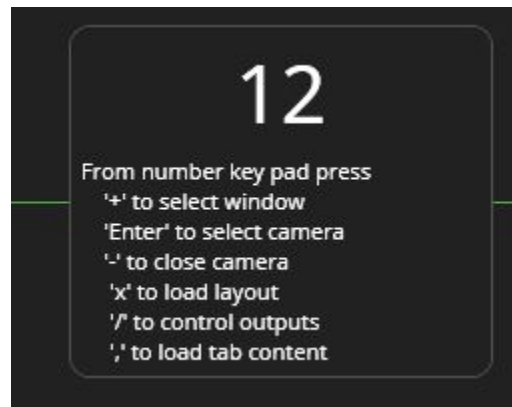 12
From number key pad press
'+' to select window
'Enter' to select camera
'-' to close camera
'x' to load layout
'/' to control outputs
',' to load tab content